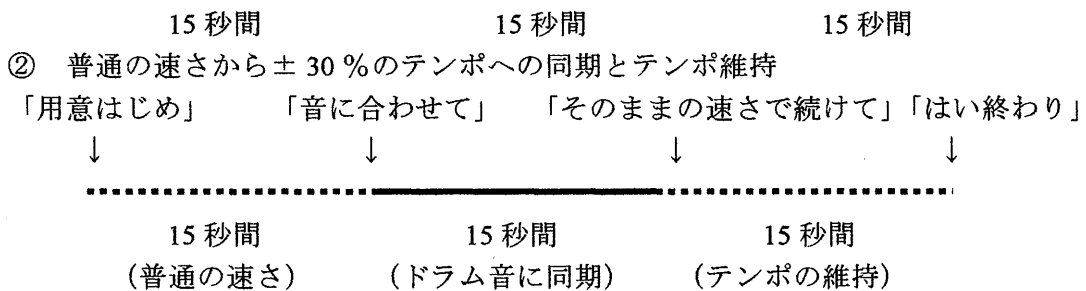 15 秒間 15 秒間 15 秒間
② 普通の速さから± 30 %のテンポへの同期とテンポ維持
「用意はじめ」 「音に合わせて」 「そのままの速さで続けて」「はい終わり」
↓ ↓ ↓ ↓
15 秒間 15 秒間 15 秒間
(普通の速さ) (ドラム音に同期) (テンポの維持)